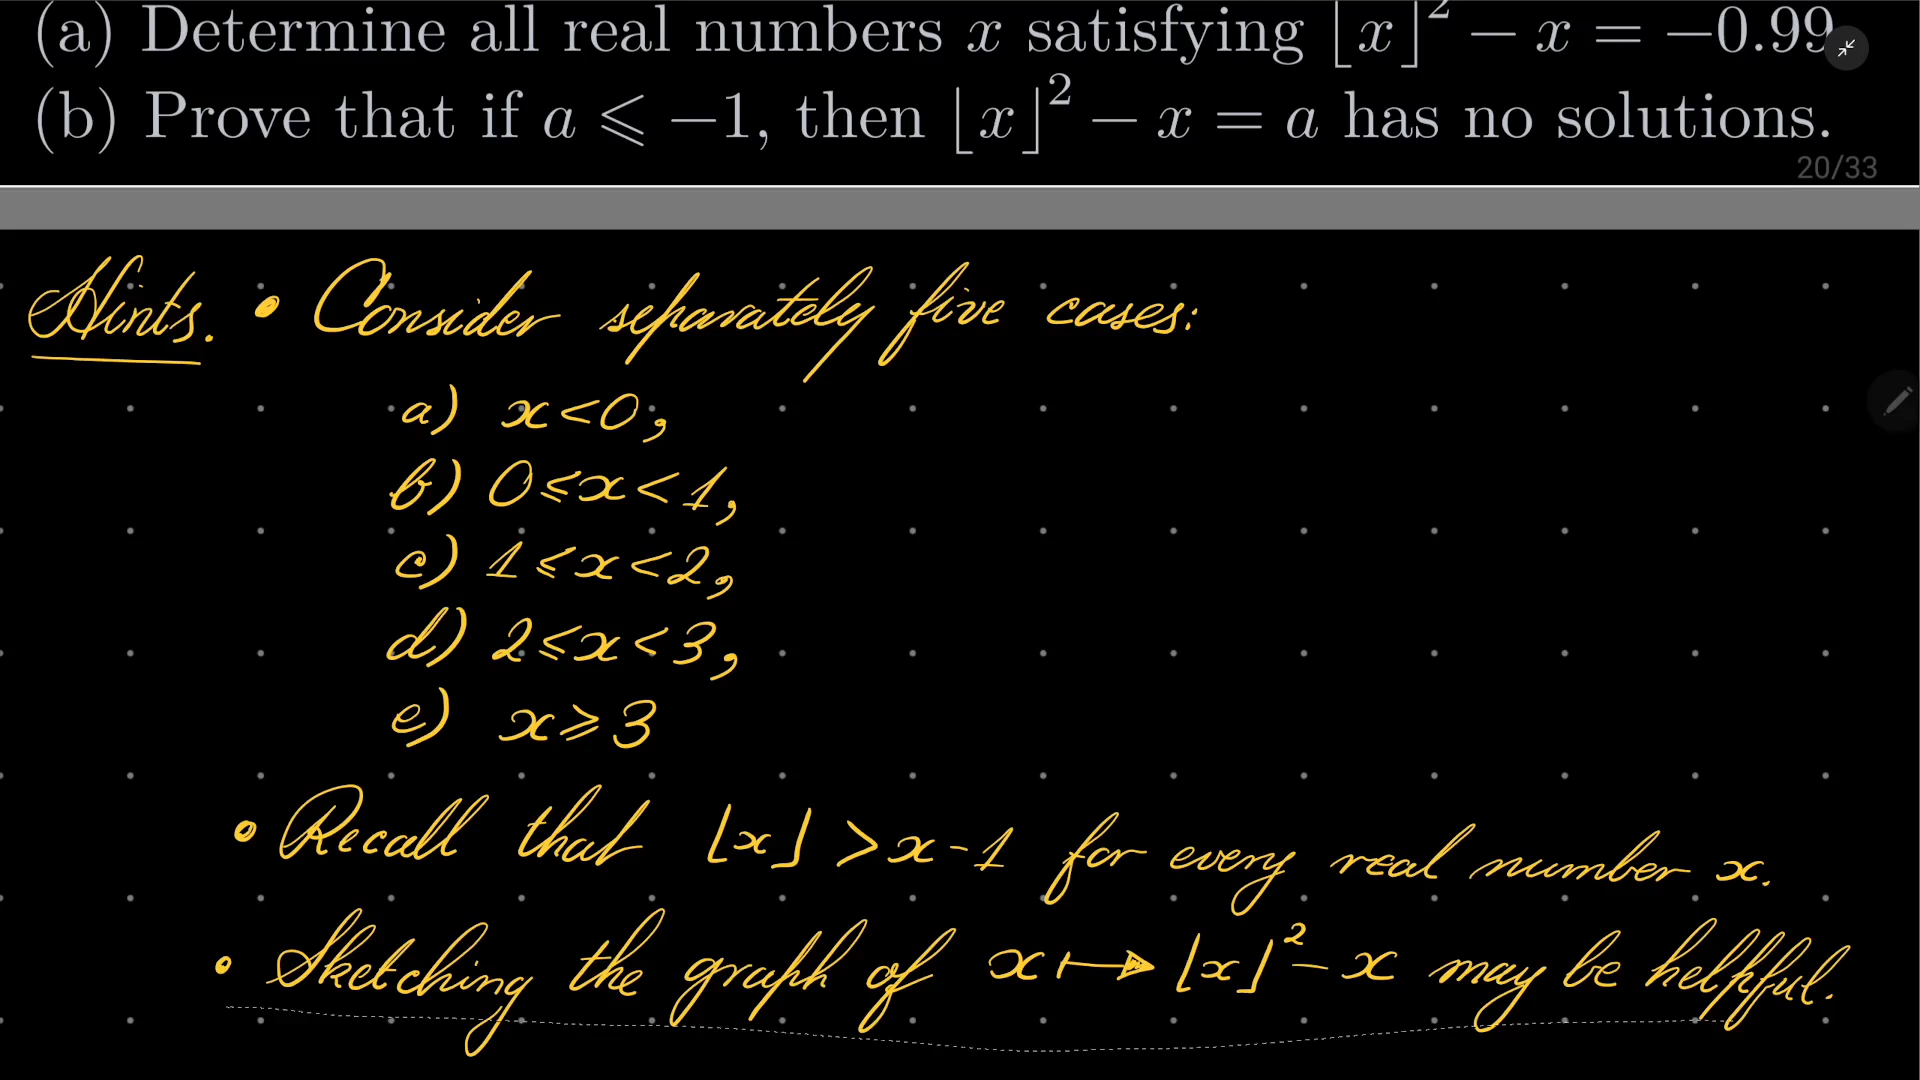 (a) Determine all real numbers x satisfying ⌊x⌋² − x = −0.99
(b) Prove that if a ⩽ −1, then ⌊x⌋² − x = a has no solutions.
20/33
Hints. • Consider separately five cases:
a) x<0,
b) 0⩽x<1,
c) 1⩽x<2,
d) 2⩽x<3,
e) x⩾3
• Recall that ⌊x⌋ > x-1 for every real number x.
• Sketching the graph of x ↦ ⌊x⌋² − x may be helpful.